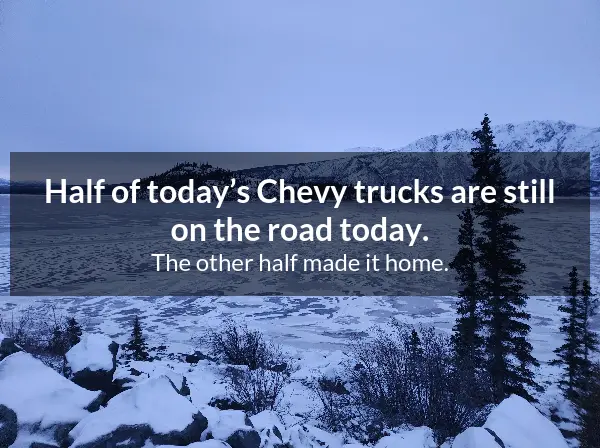 Half of today’s Chevy trucks are still
on the road today.
The other half made it home.